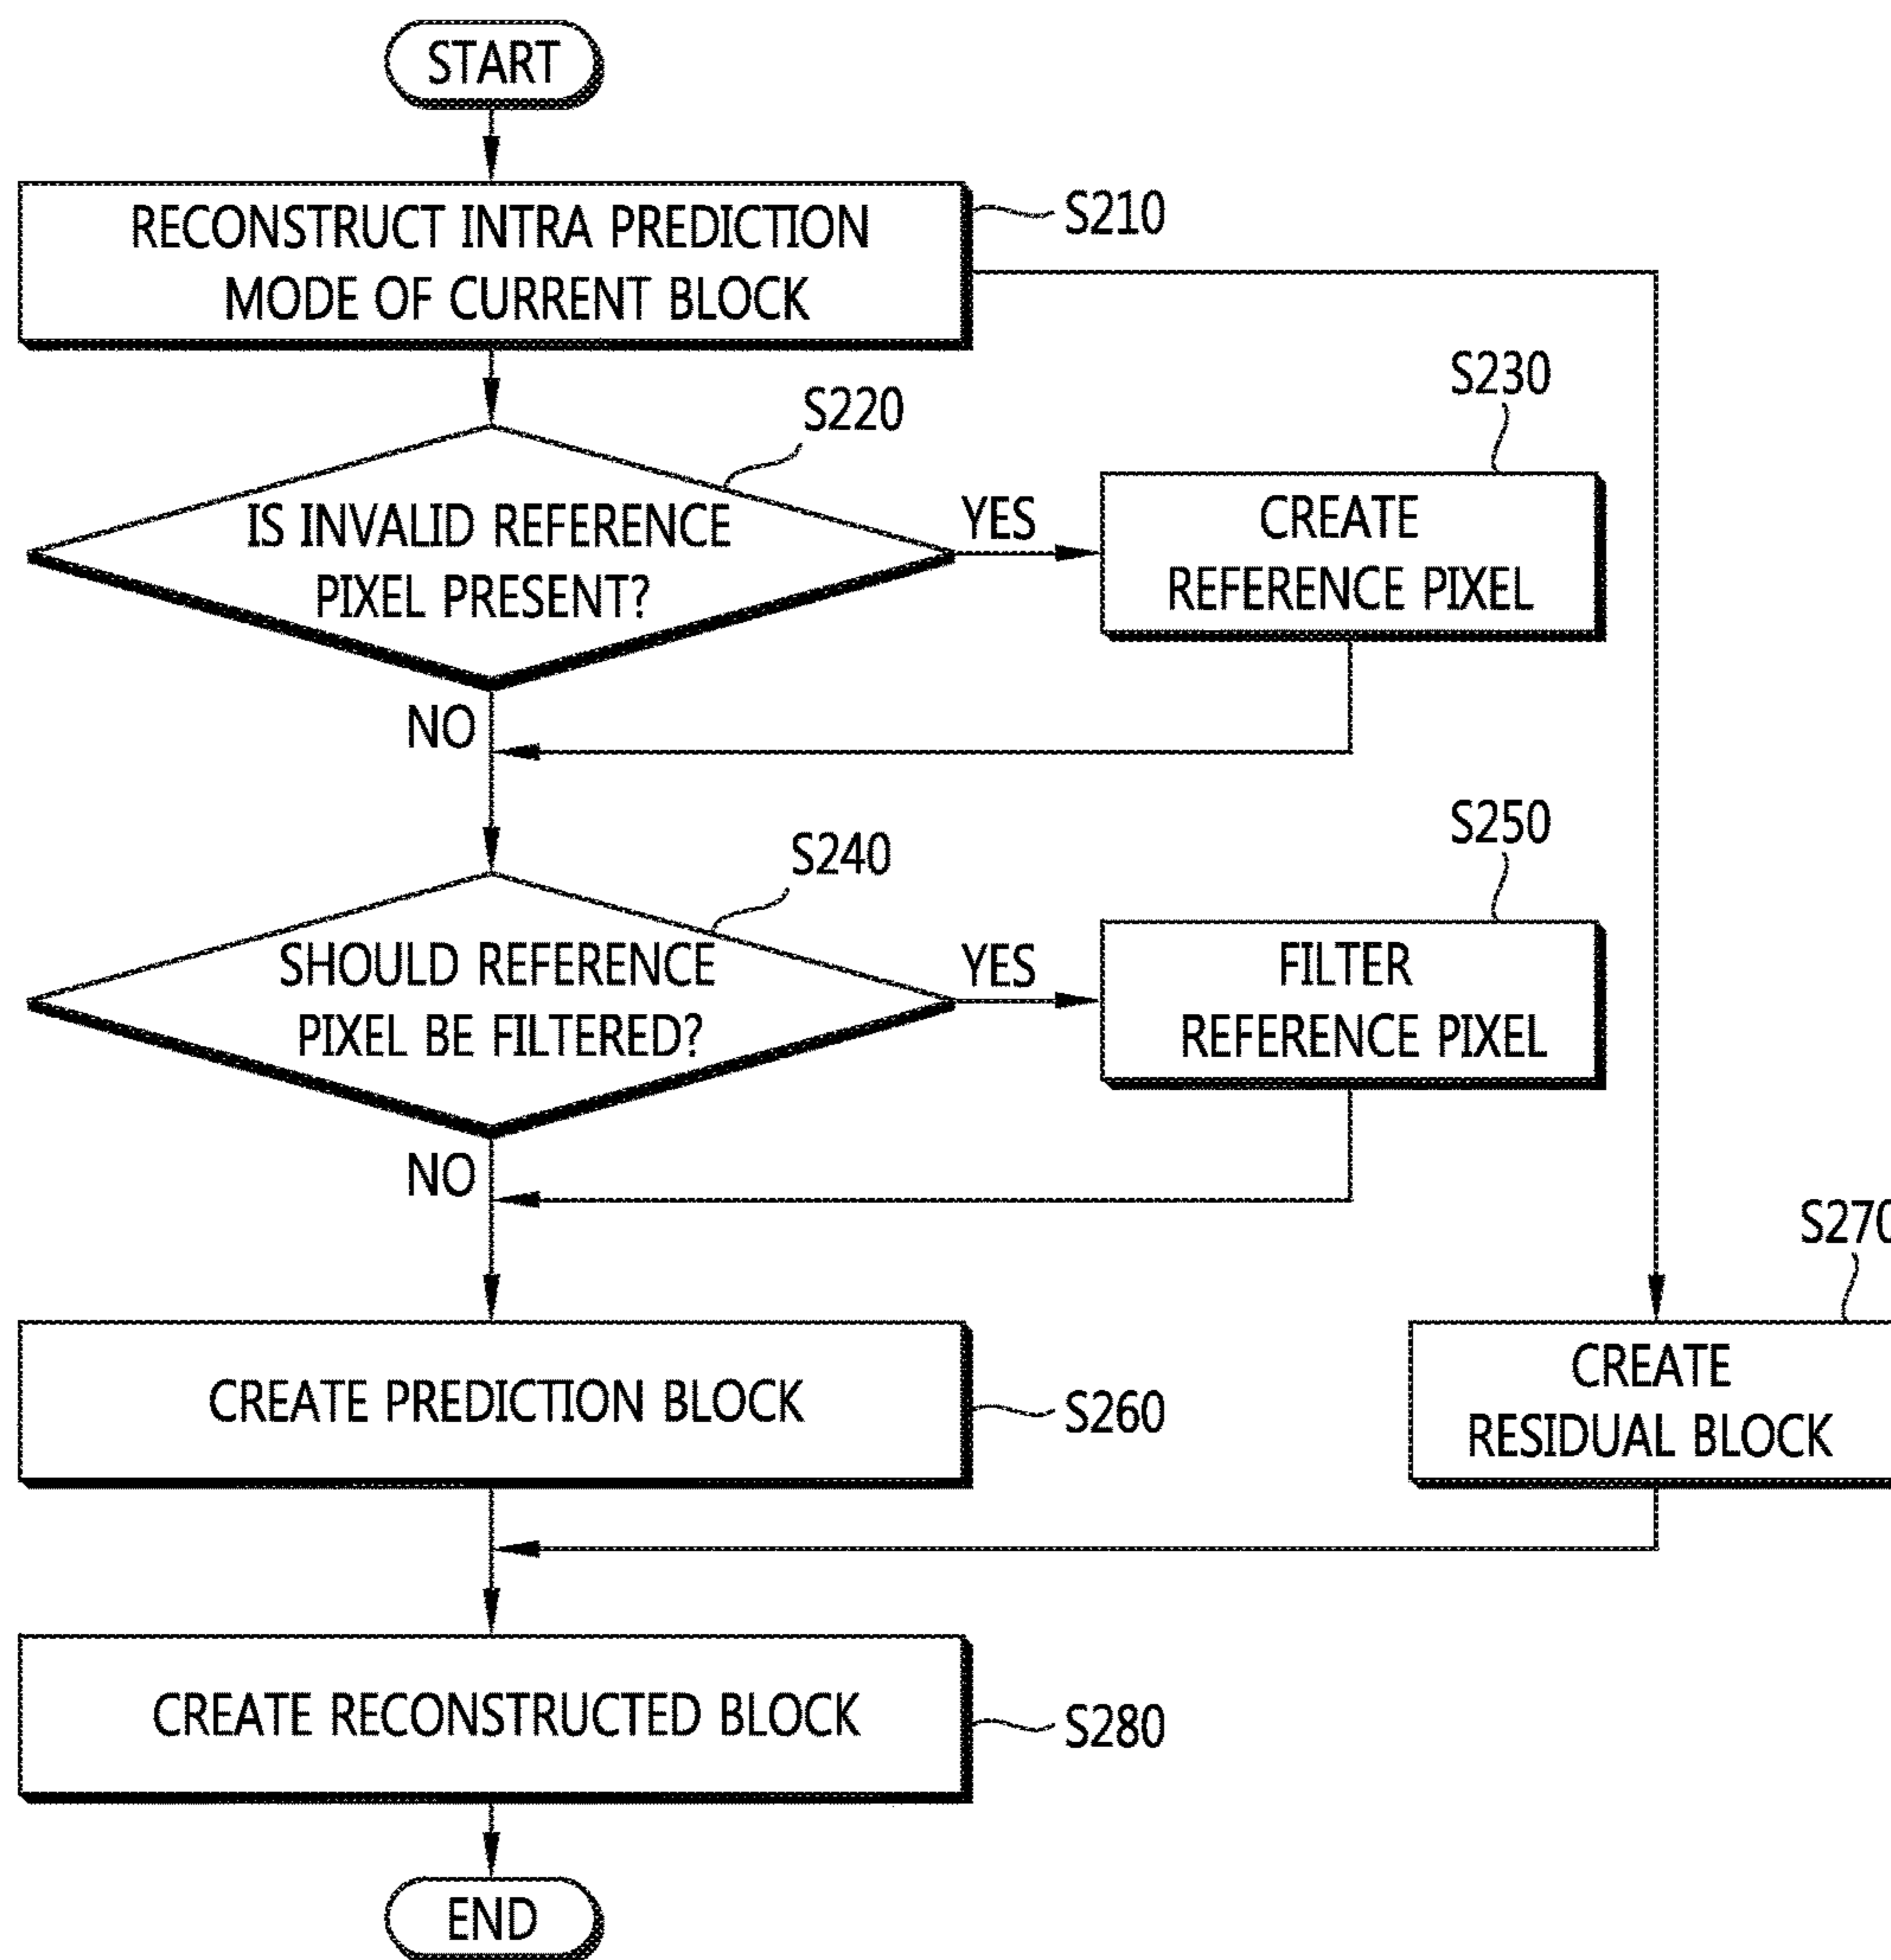 START
RECONSTRUCT INTRA PREDICTION
MODE OF CURRENT BLOCK
S210
S220
IS INVALID REFERENCE
PIXEL PRESENT?
YES
NO
S230
CREATE
REFERENCE PIXEL
S240
SHOULD REFERENCE
PIXEL BE FILTERED?
YES
NO
S250
FILTER
REFERENCE PIXEL
CREATE PREDICTION BLOCK
S260
S270
CREATE
RESIDUAL BLOCK
CREATE RECONSTRUCTED BLOCK
S280
END